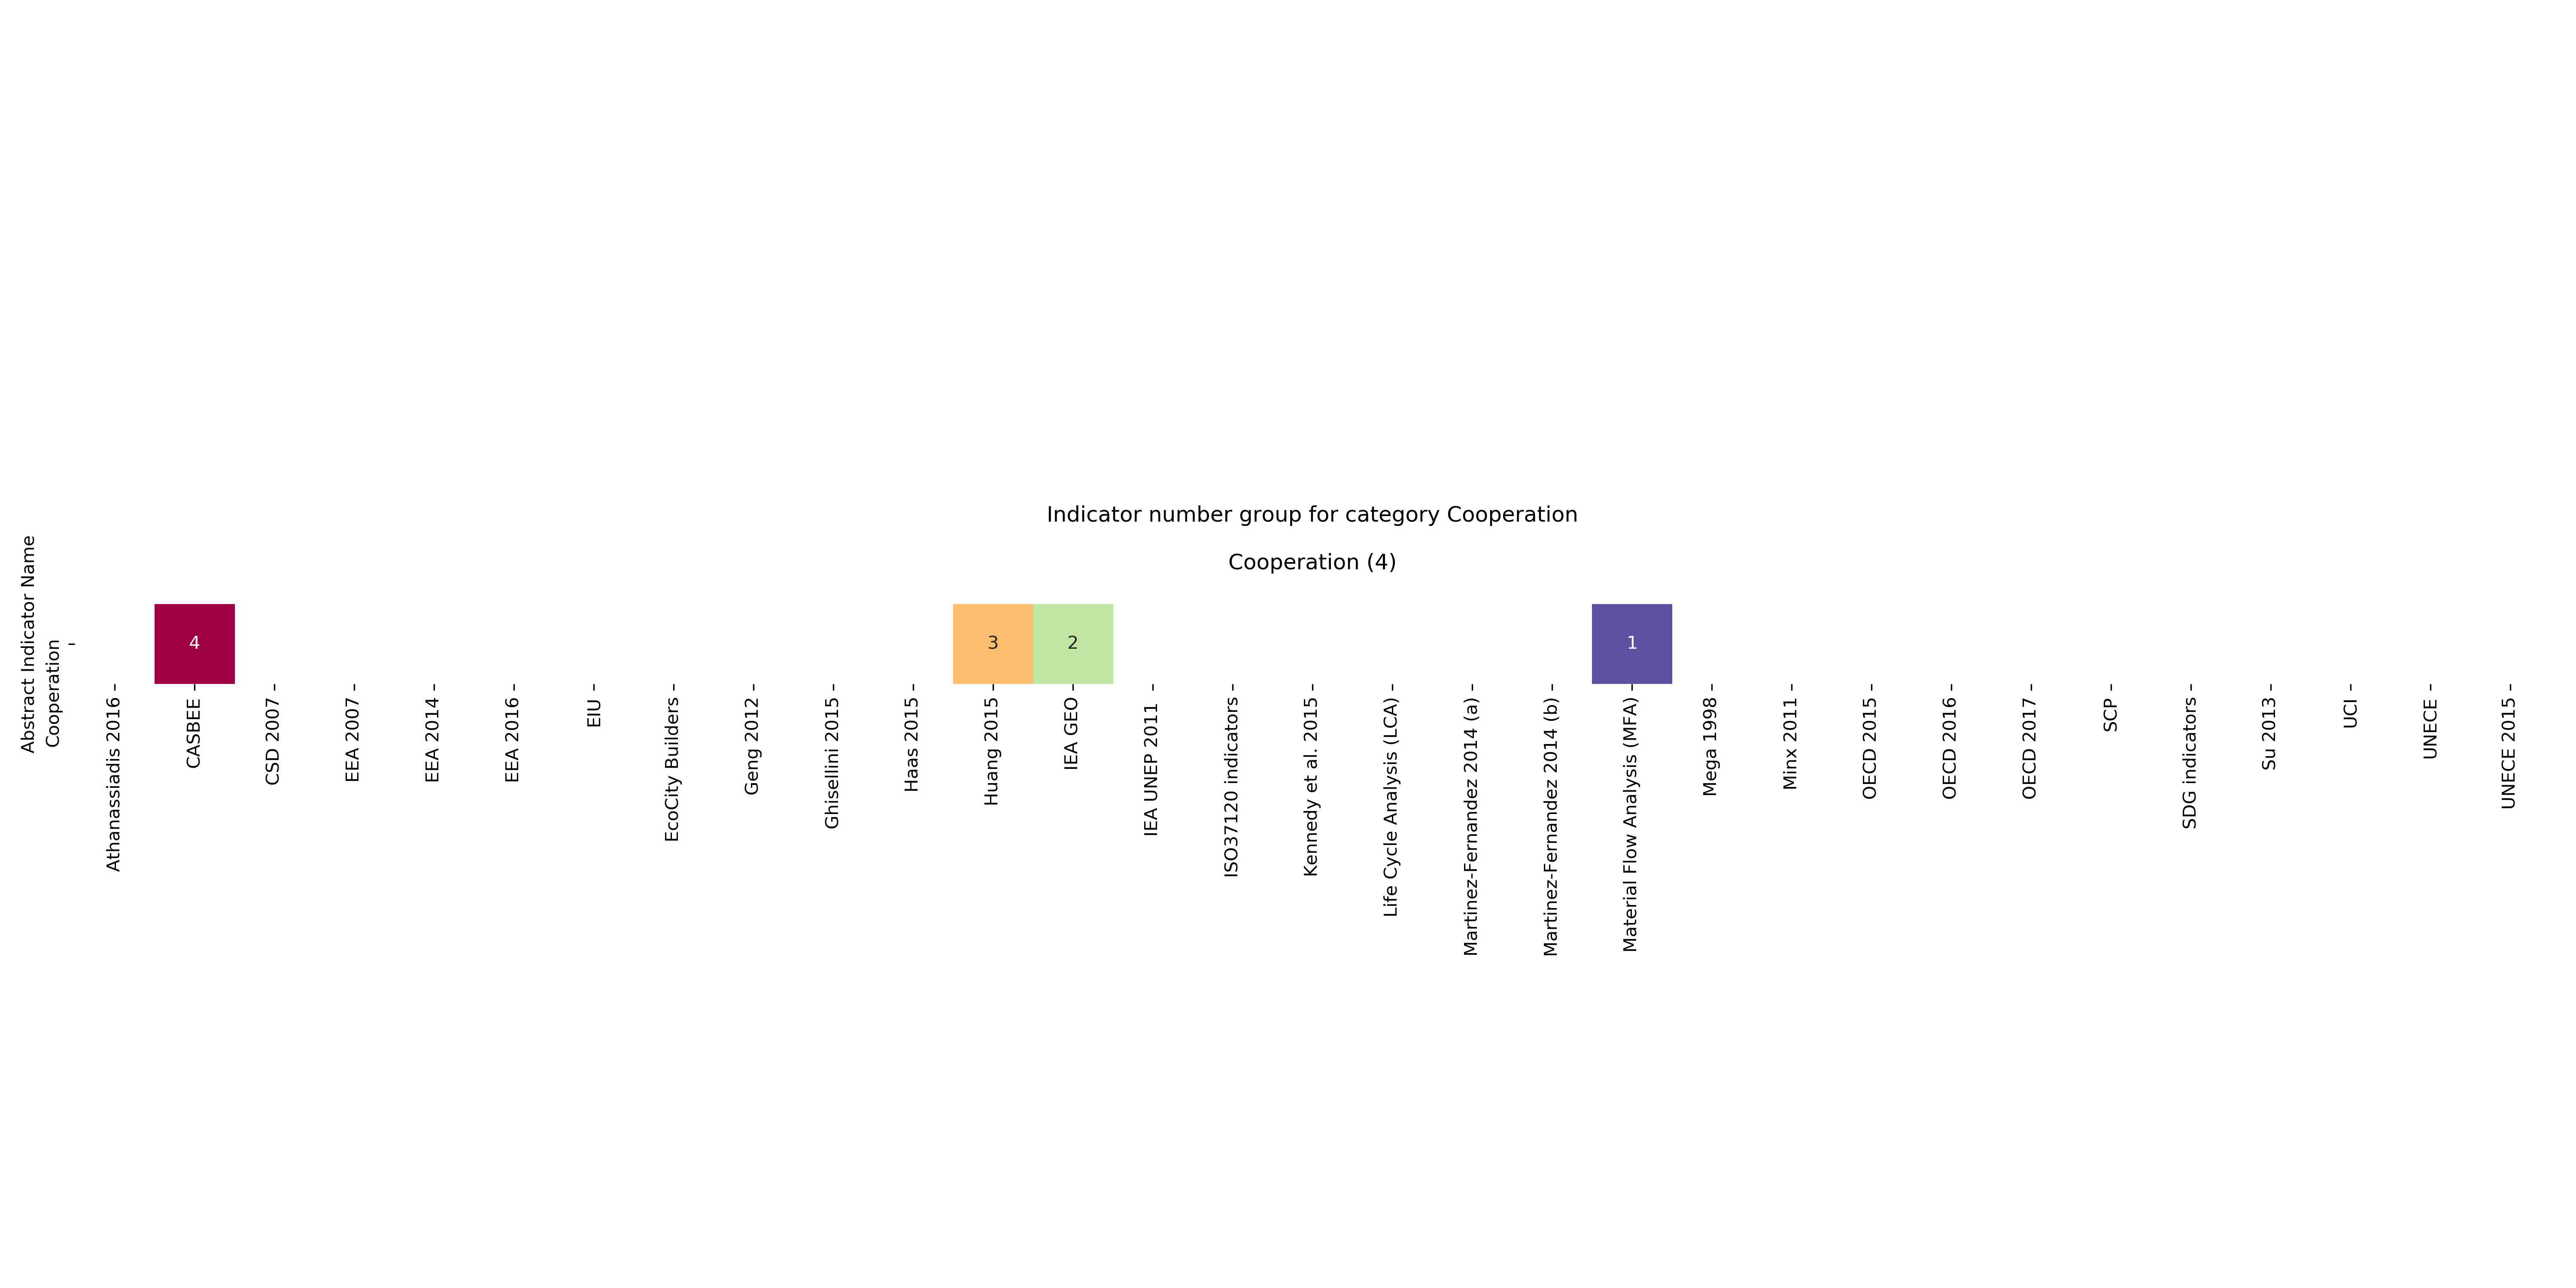 Indicator number group for category Cooperation
Cooperation (4)
Abstract Indicator Name
Cooperation
4
3
2
1
Athanassiadis 2016
CASBEE
CSD 2007
EEA 2007
EEA 2014
EEA 2016
EIU
EcoCity Builders
Geng 2012
Ghisellini 2015
Haas 2015
Huang 2015
IEA GEO
IEA UNEP 2011
ISO37120 indicators
Kennedy et al. 2015
Life Cycle Analysis (LCA)
Martinez-Fernandez 2014 (a)
Martinez-Fernandez 2014 (b)
Material Flow Analysis (MFA)
Mega 1998
Minx 2011
OECD 2015
OECD 2016
OECD 2017
SCP
SDG indicators
Su 2013
UCI
UNECE
UNECE 2015